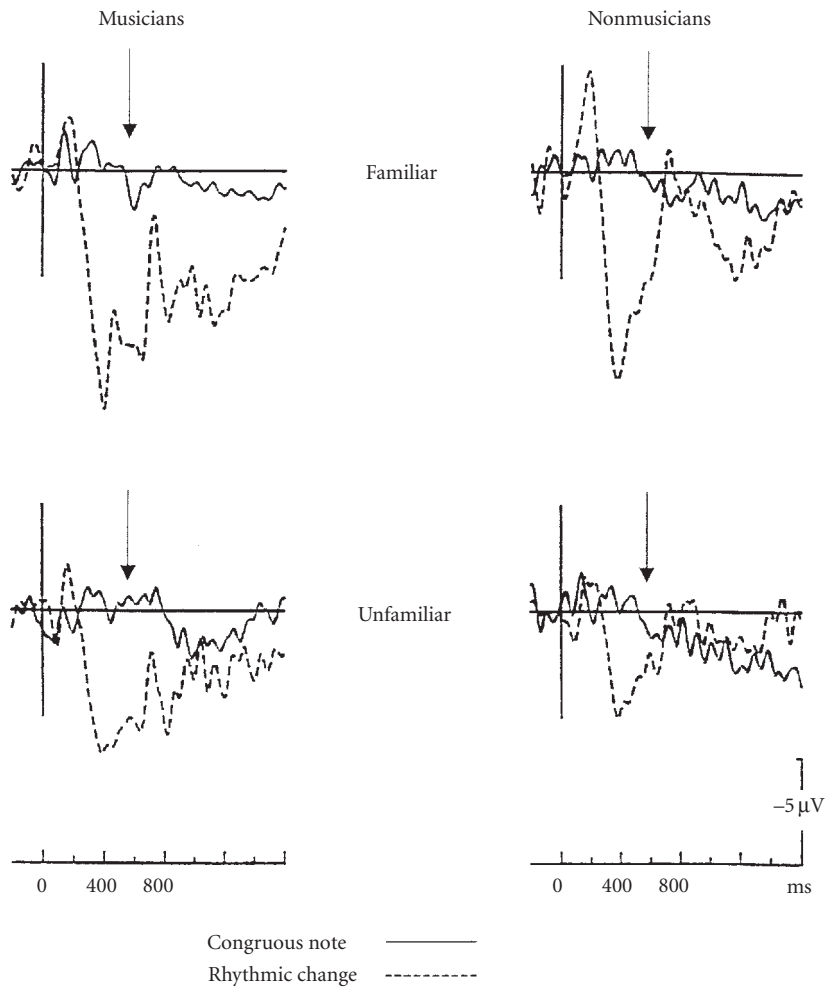 Musicians
Nonmusicians
Familiar
Unfamiliar
–5 μV
0 400 800
0 400 800 ms
Congruous note
Rhythmic change